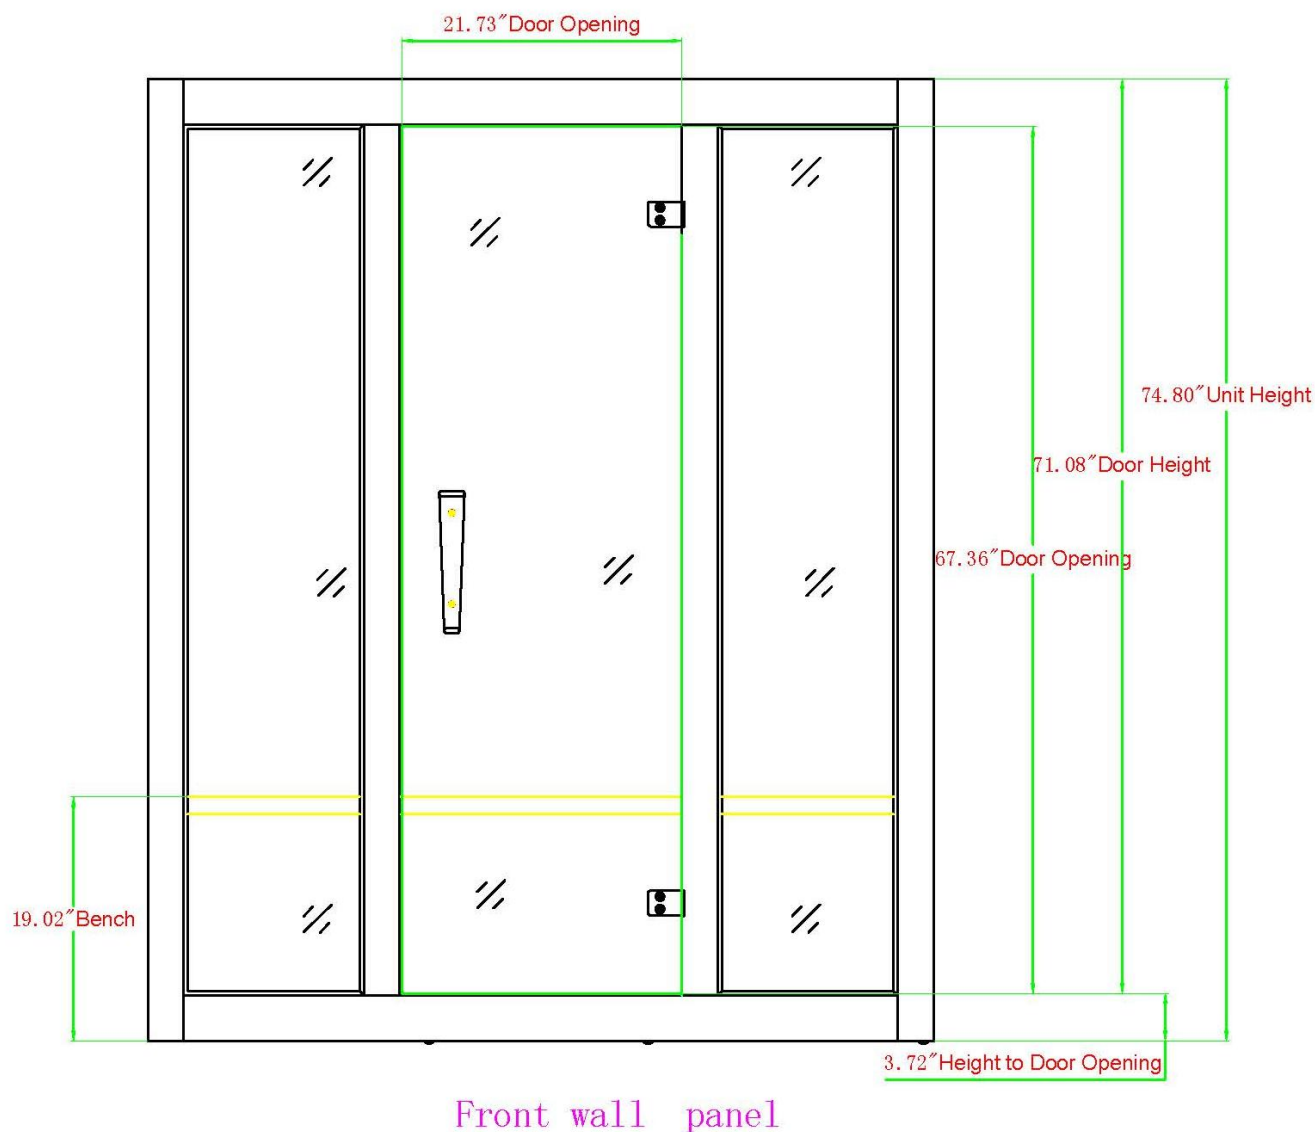 21.73"Door Opening
74.80"Unit Height
71.08"Door Height
67.36"Door Opening
19.02"Bench
3.72"Height to Door Opening
Front wall panel